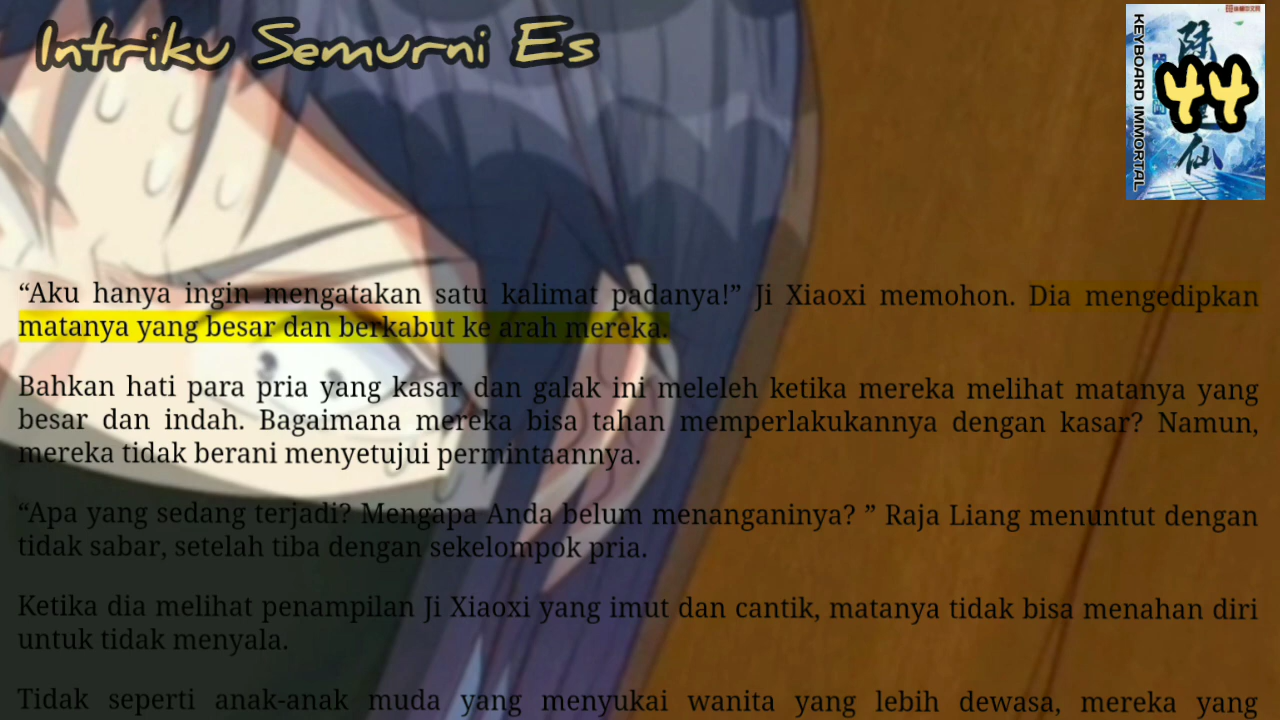 Intriku Semurni Es
KEYBOARD IMMORTAL
44
“Aku hanya ingin mengatakan satu kalimat padanya!” Ji Xiaoxi memohon. Dia mengedipkan
matanya yang besar dan berkabut ke arah mereka.
Bahkan hati para pria yang kasar dan galak ini meleleh ketika mereka melihat matanya yang
besar dan indah. Bagaimana mereka bisa tahan memperlakukannya dengan kasar? Namun,
mereka tidak berani menyetujui permintaannya.
“Apa yang sedang terjadi? Mengapa Anda belum menanganinya? ” Raja Liang menuntut dengan
tidak sabar, setelah tiba dengan sekelompok pria.
Ketika dia melihat penampilan Ji Xiaoxi yang imut dan cantik, matanya tidak bisa menahan diri
untuk tidak menyala.
Tidak seperti anak-anak muda yang menyukai wanita yang lebih dewasa, mereka yang